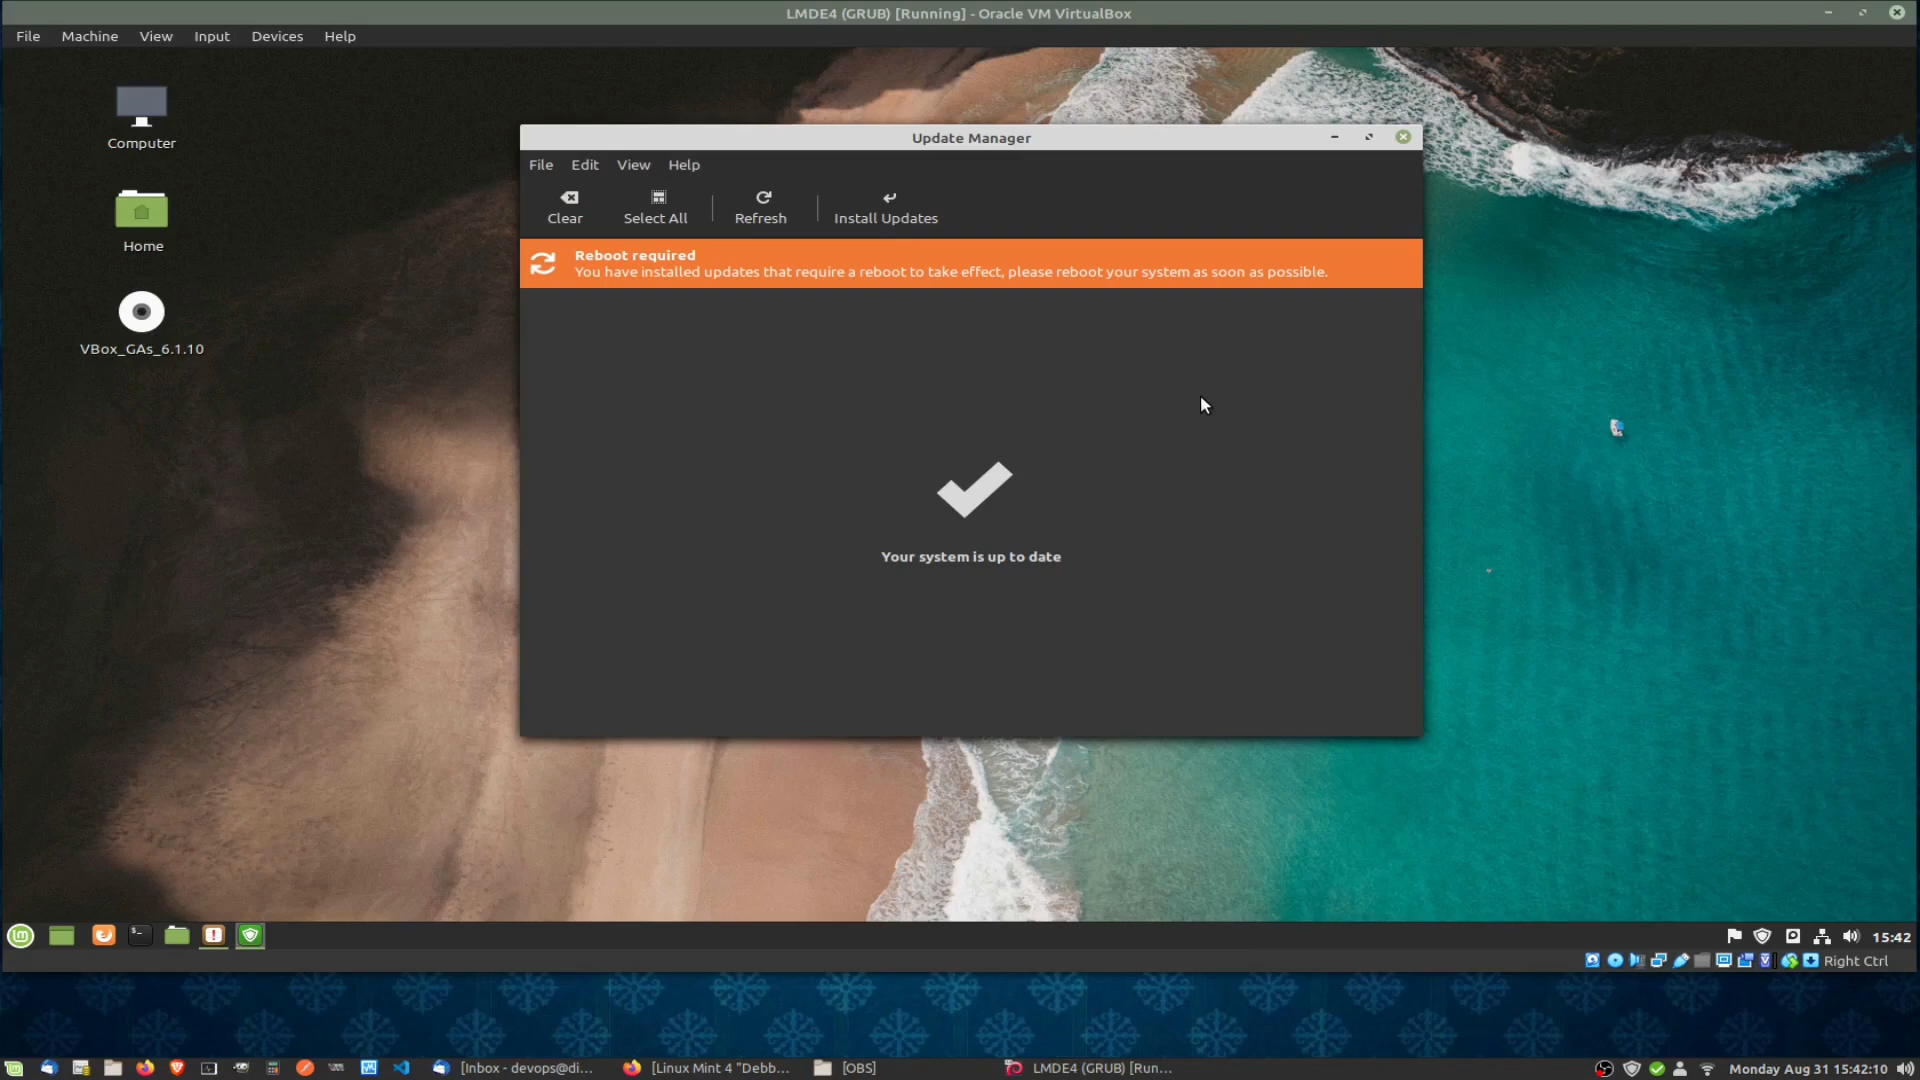 LMDE4 (GRUB) [Running] - Oracle VM VirtualBox
File Machine View Input Devices Help
Computer
Home
VBox_GAs_6.1.10
Update Manager
File Edit View Help
Clear Select All Refresh Install Updates
Reboot required
You have installed updates that require a reboot to take effect, please reboot your system as soon as possible.
Your system is up to date
15:42
Right Ctrl
[Inbox - devops@di... [Linux Mint 4 "Debb... [OBS] LMDE4 (GRUB) [Run... Monday Aug 31 15:42:10